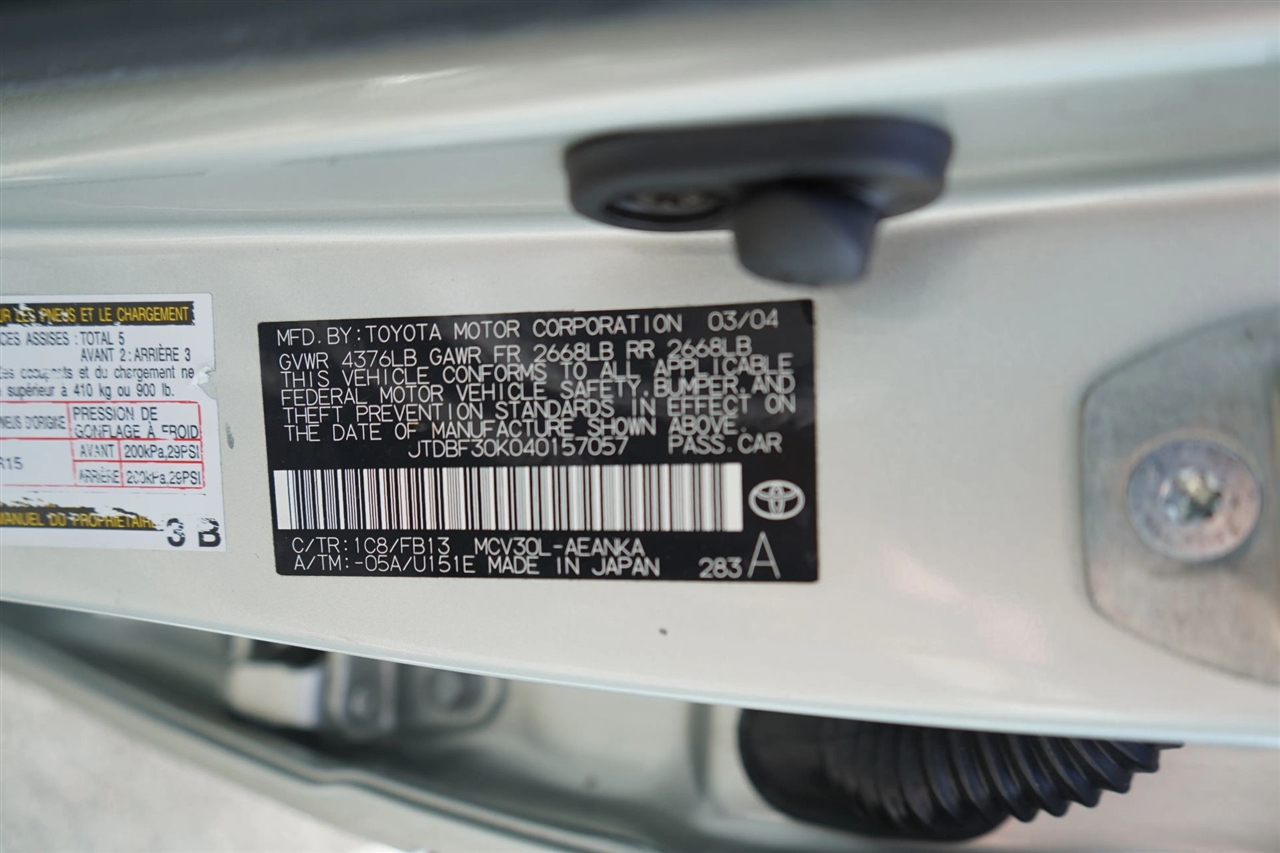 UR LES PNEUS ET LE CHARGEMENT
CES ASSISES : TOTAL 5
AVANT 2 : ARRIÈRE 3
et du chargement ne
supérieur à 410 kg ou 900 lb.
PNEUS D'ORIGINE
PRESSION DE
GONFLAGE À FROID
R15
AVANT 200kPa,29PSI
ARRIÈRE 200kPa,29PSI
MANUEL DU PROPRIÉTAIR
3 B
MFD. BY: TOYOTA MOTOR CORPORATION 03/04
GVWR 4376LB GAWR FR 2668LB RR 2668LB
THIS VEHICLE CONFORMS TO ALL APPLICABLE
FEDERAL MOTOR VEHICLE SAFETY, BUMPER, AND
THEFT PREVENTION STANDARDS IN EFFECT ON
THE DATE OF MANUFACTURE SHOWN ABOVE.
JTDBF30K040157057 PASS. CAR
C/TR: 1C8/FB13 MCV30L-AEANKA
A/TM: -05A/U151E MADE IN JAPAN 283 A